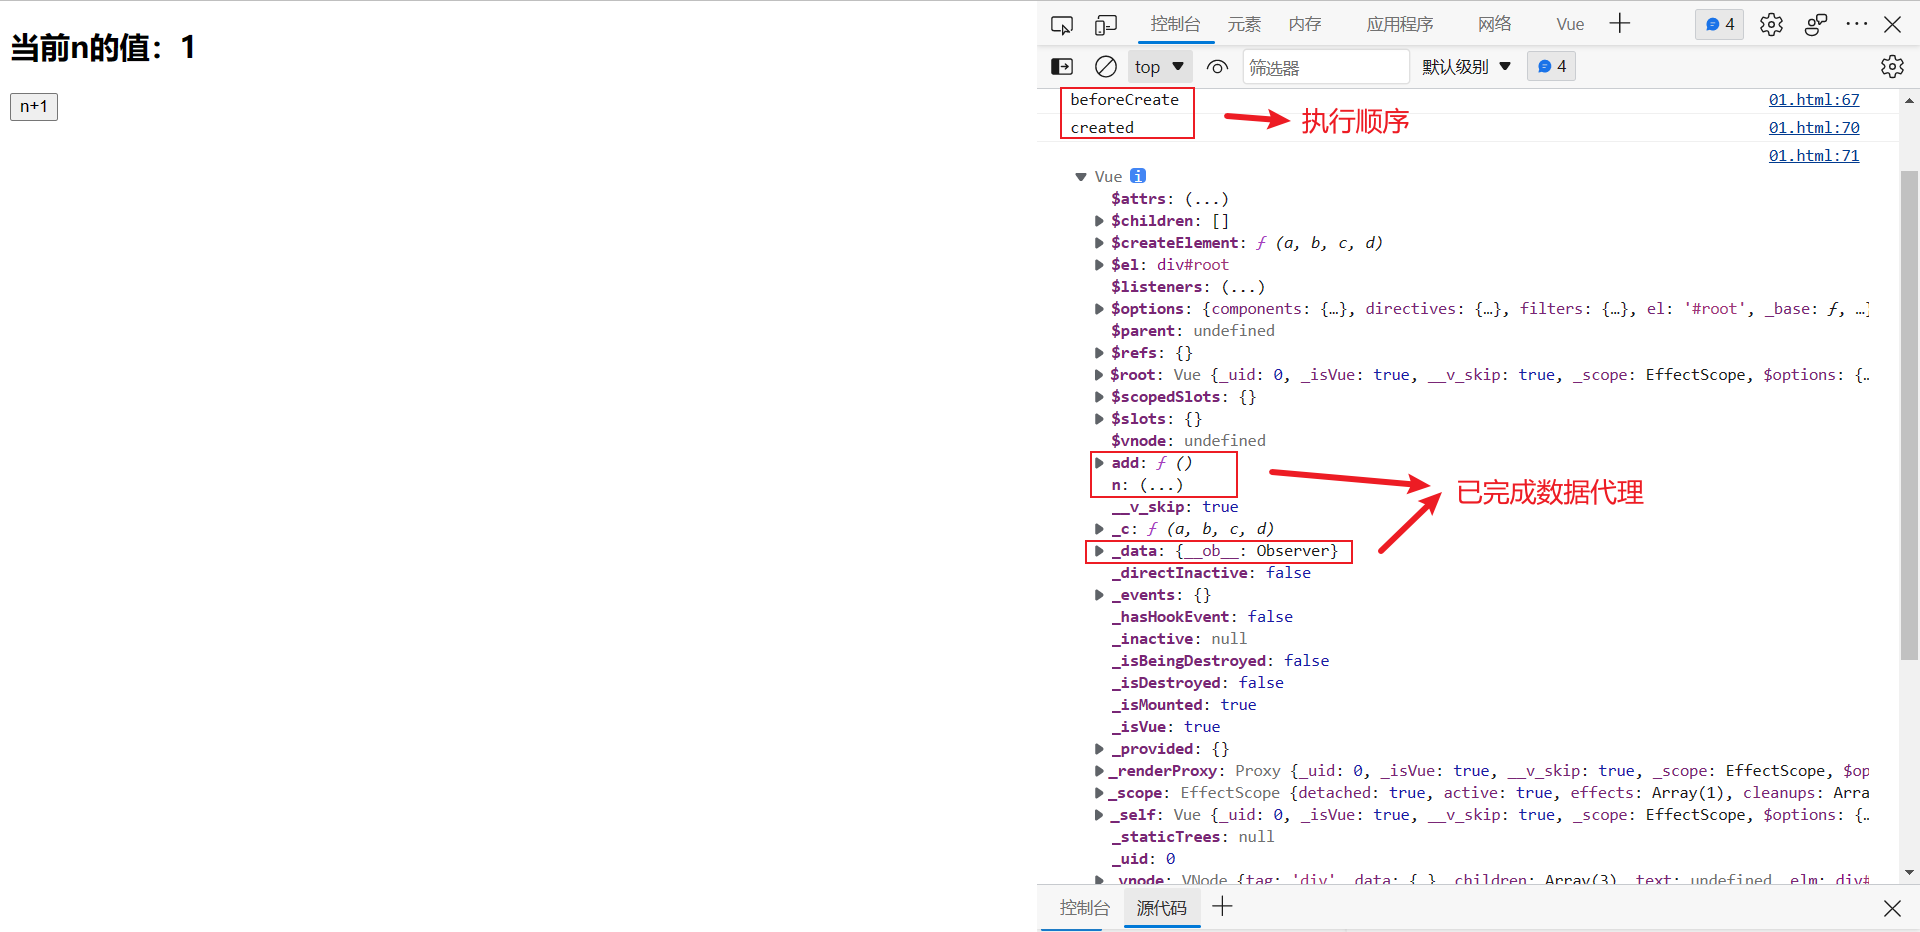 当前n的值：1
n+1
控制台 元素 内存 应用程序 网络 Vue 4
top 筛选器 默认级别 4
beforeCreate 01.html:67
执行顺序
created 01.html:70
01.html:71
Vue i
$attrs: (...)
$children: []
$createElement: ƒ (a, b, c, d)
$el: div#root
$listeners: (...)
$options: {components: {…}, directives: {…}, filters: {…}, el: '#root', _base: ƒ, …}
$parent: undefined
$refs: {}
$root: Vue {_uid: 0, _isVue: true, __v_skip: true, _scope: EffectScope, $options: {…
$scopedSlots: {}
$slots: {}
$vnode: undefined
add: ƒ ()
n: (...)
已完成数据代理
__v_skip: true
_c: ƒ (a, b, c, d)
_data: {__ob__: Observer}
_directInactive: false
_events: {}
_hasHookEvent: false
_inactive: null
_isBeingDestroyed: false
_isDestroyed: false
_isMounted: true
_isVue: true
_provided: {}
_renderProxy: Proxy {_uid: 0, _isVue: true, __v_skip: true, _scope: EffectScope, $op
_scope: EffectScope {detached: true, active: true, effects: Array(1), cleanups: Arra
_self: Vue {_uid: 0, _isVue: true, __v_skip: true, _scope: EffectScope, $options: {…
_staticTrees: null
_uid: 0
_vnode: VNode {tag: 'div', data: {…}, children: Array(3), text: undefined, elm: div#
控制台 源代码